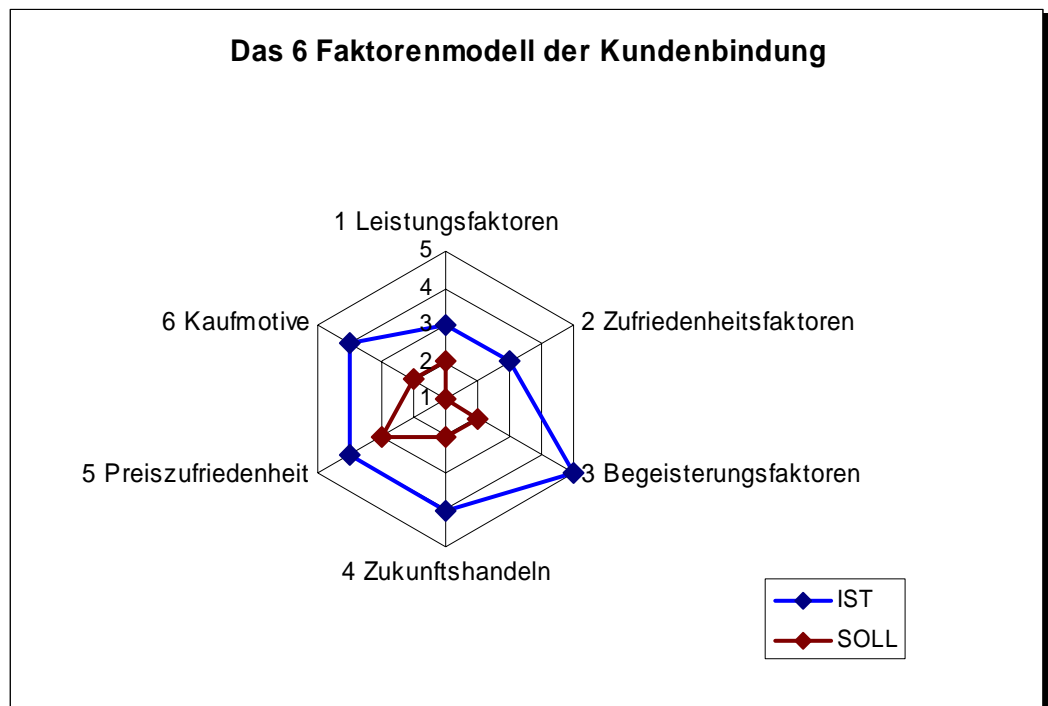 Das 6 Faktorenmodell der Kundenbindung
1 Leistungsfaktoren
5
4
3
2
1
2 Zufriedenheitsfaktoren
3 Begeisterungsfaktoren
4 Zukunftshandeln
5 Preiszufriedenheit
6 Kaufmotive
IST
SOLL